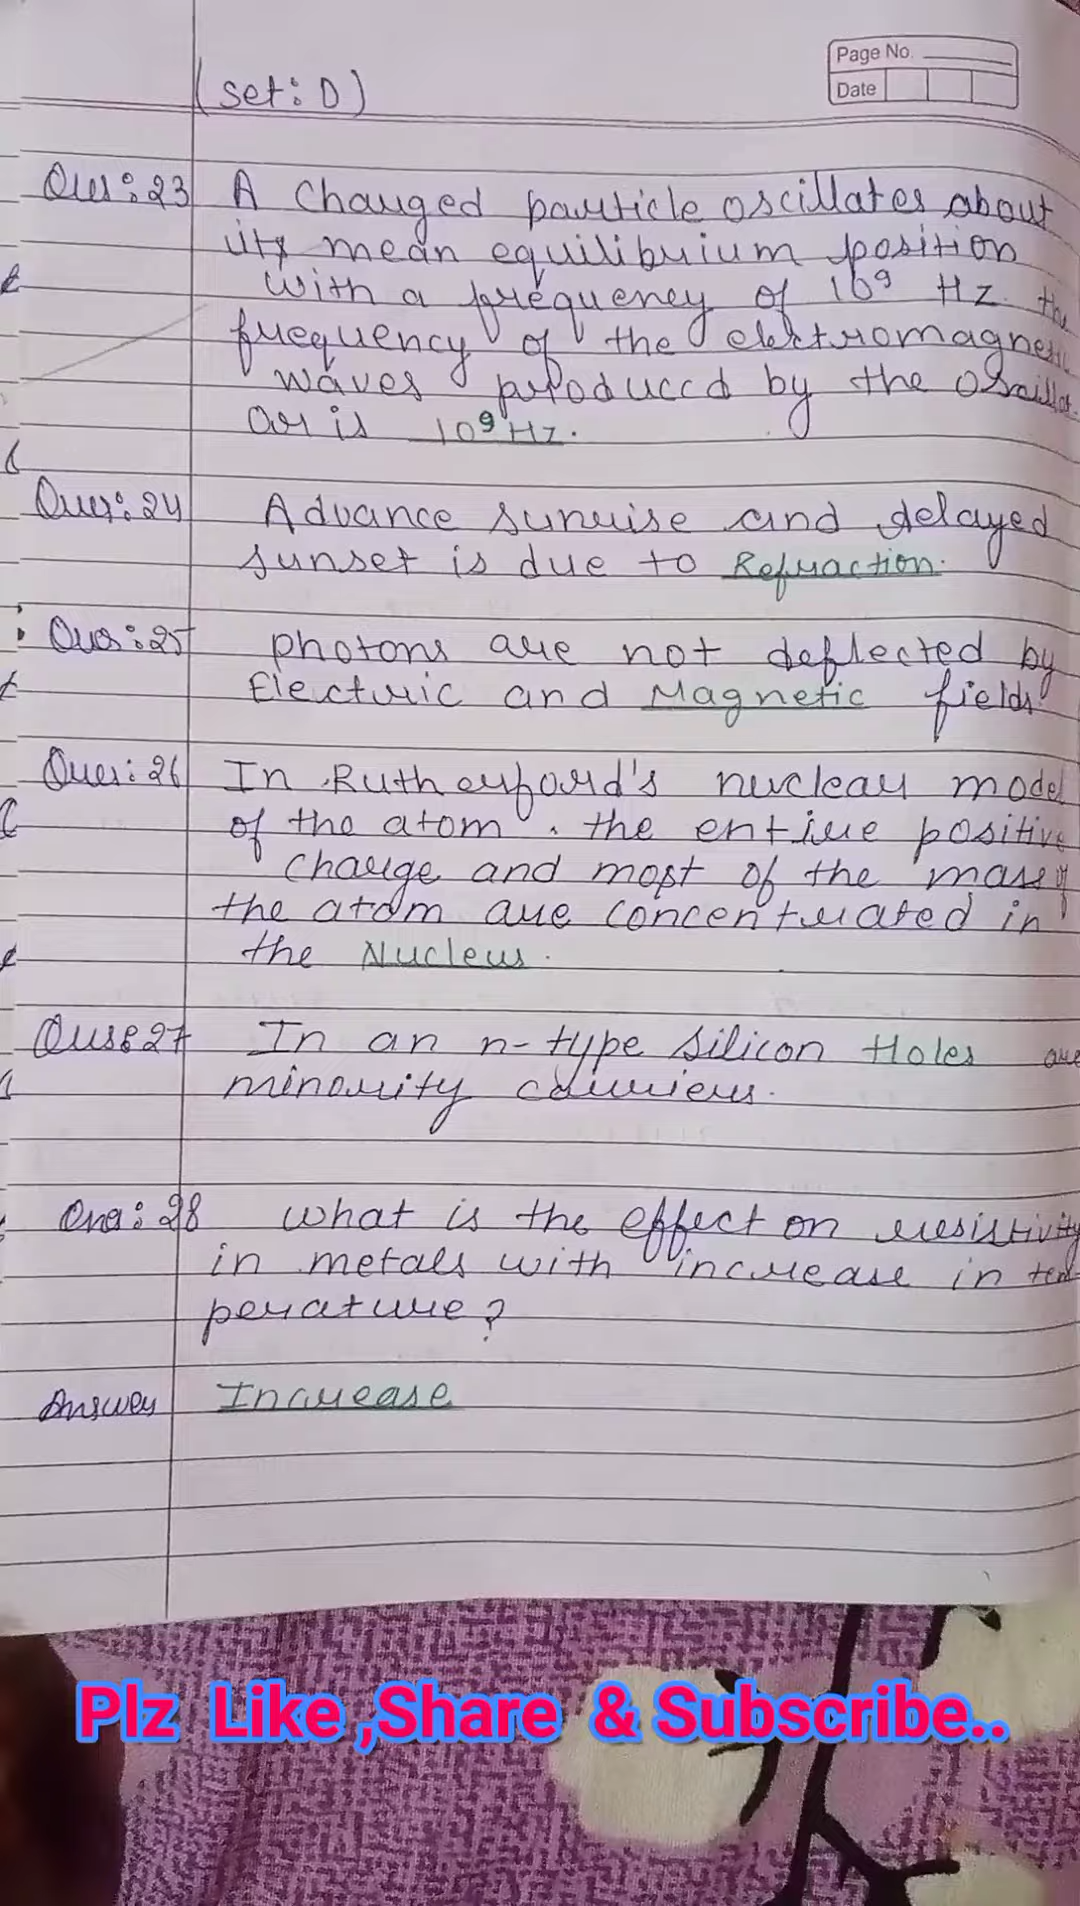 Page No.
Date
(set: D)
Ques: 23 A Charged particle oscillates about
its mean equilibrium position
with a frequency of 10⁹ Hz. the
frequency of the elektromagnetic
waves produced by the Oscillat
or is 10⁹ Hz.
Ques: 24 Advance sunrise and delayed
sunset is due to Refraction.
Ques: 25 photons are not deflected by
Electric and Magnetic fields
Ques: 26 In Rutherford's nuclear model
of the atom, the entire positive
charge and most of the mass of
the atom are concentrated in
the Nucleus.
Ques 27 In an n-type silicon Holes are
minority carriers.
Ques: 28 what is the effect on resistivity
in metals with increase in tem
perature?
Answer Increase
Plz Like ,Share & Subscribe..